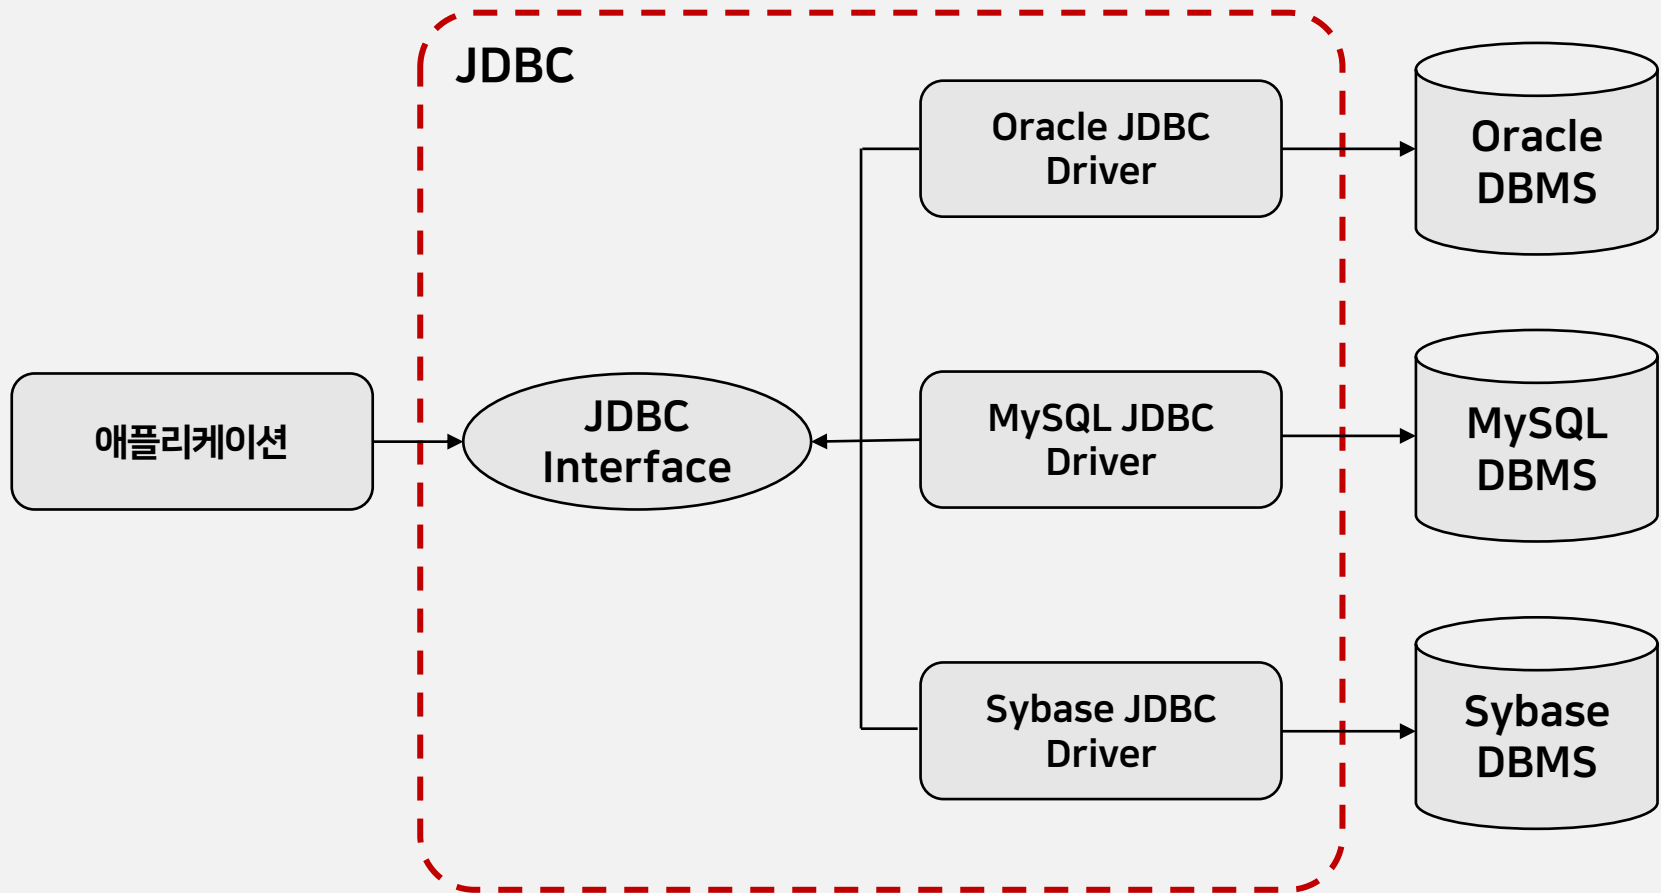 JDBC
Oracle JDBC
Driver
Oracle
DBMS
애플리케이션
JDBC
Interface
MySQL JDBC
Driver
MySQL
DBMS
Sybase JDBC
Driver
Sybase
DBMS